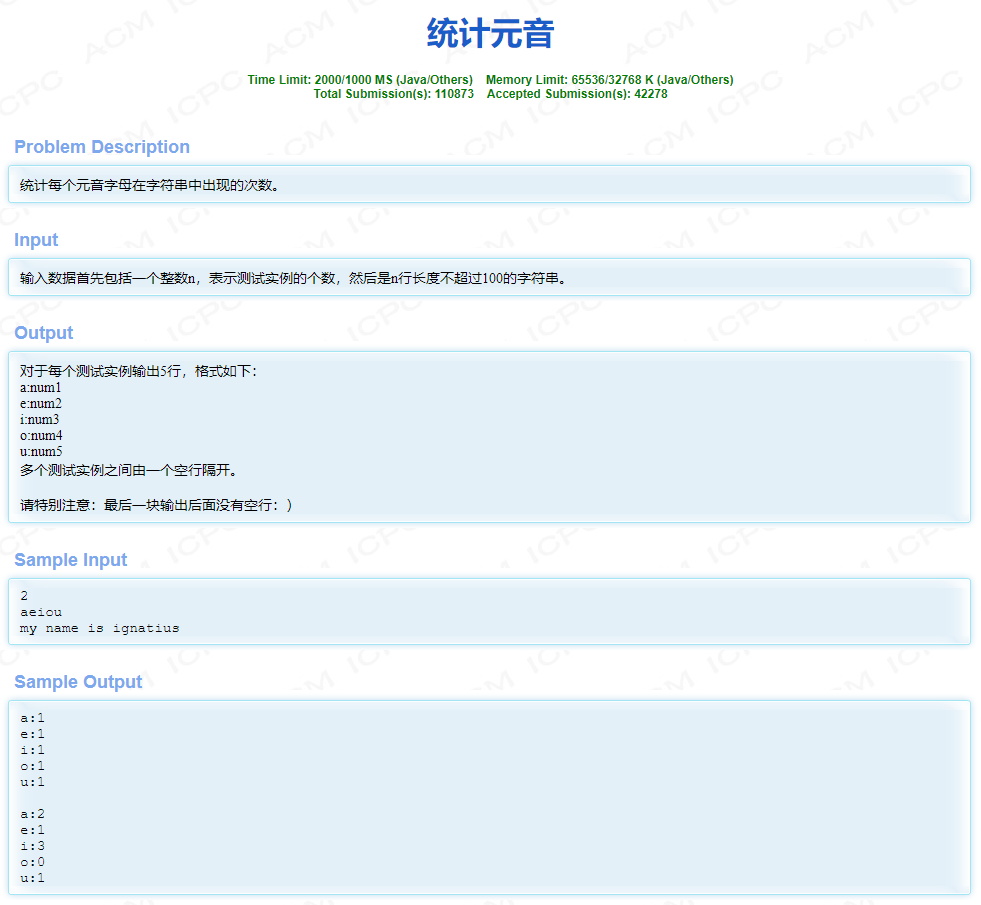 统计元音
Time Limit: 2000/1000 MS (Java/Others) Memory Limit: 65536/32768 K (Java/Others)
Total Submission(s): 110873 Accepted Submission(s): 42278
Problem Description
统计每个元音字母在字符串中出现的次数。
Input
输入数据首先包括一个整数n，表示测试实例的个数，然后是n行长度不超过100的字符串。
Output
对于每个测试实例输出5行，格式如下：
a:num1
e:num2
i:num3
o:num4
u:num5
多个测试实例之间由一个空行隔开。
请特别注意：最后一块输出后面没有空行：）
Sample Input
2
aeiou
my name is ignatius
Sample Output
a:1
e:1
i:1
o:1
u:1
a:2
e:1
i:3
o:0
u:1